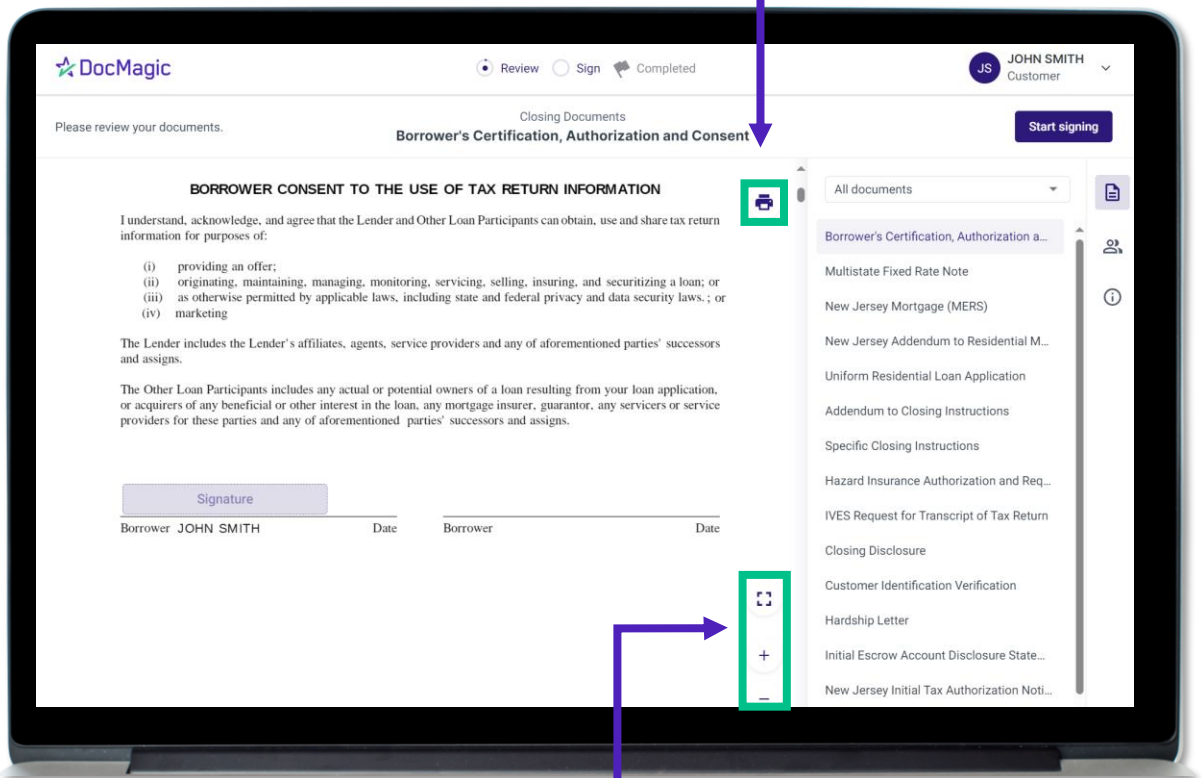 DocMagic
Review Sign Completed
JS
JOHN SMITH
Customer
Please review your documents.
Closing Documents
Borrower's Certification, Authorization and Consent
Start signing
BORROWER CONSENT TO THE USE OF TAX RETURN INFORMATION
I understand, acknowledge, and agree that the Lender and Other Loan Participants can obtain, use and share tax return
information for purposes of:
(i) providing an offer;
(ii) originating, maintaining, managing, monitoring, servicing, selling, insuring, and securitizing a loan; or
(iii) as otherwise permitted by applicable laws, including state and federal privacy and data security laws. ; or
(iv) marketing
The Lender includes the Lender's affiliates, agents, service providers and any of aforementioned parties' successors
and assigns.
The Other Loan Participants includes any actual or potential owners of a loan resulting from your loan application,
or acquirers of any beneficial or other interest in the loan, any mortgage insurer, guarantor, any servicers or service
providers for these parties and any of aforementioned parties' successors and assigns.
Signature
Borrower JOHN SMITH Date Borrower Date
All documents
Borrower's Certification, Authorization a...
Multistate Fixed Rate Note
New Jersey Mortgage (MERS)
New Jersey Addendum to Residential M...
Uniform Residential Loan Application
Addendum to Closing Instructions
Specific Closing Instructions
Hazard Insurance Authorization and Req...
IVES Request for Transcript of Tax Return
Closing Disclosure
Customer Identification Verification
Hardship Letter
Initial Escrow Account Disclosure State...
New Jersey Initial Tax Authorization Noti...